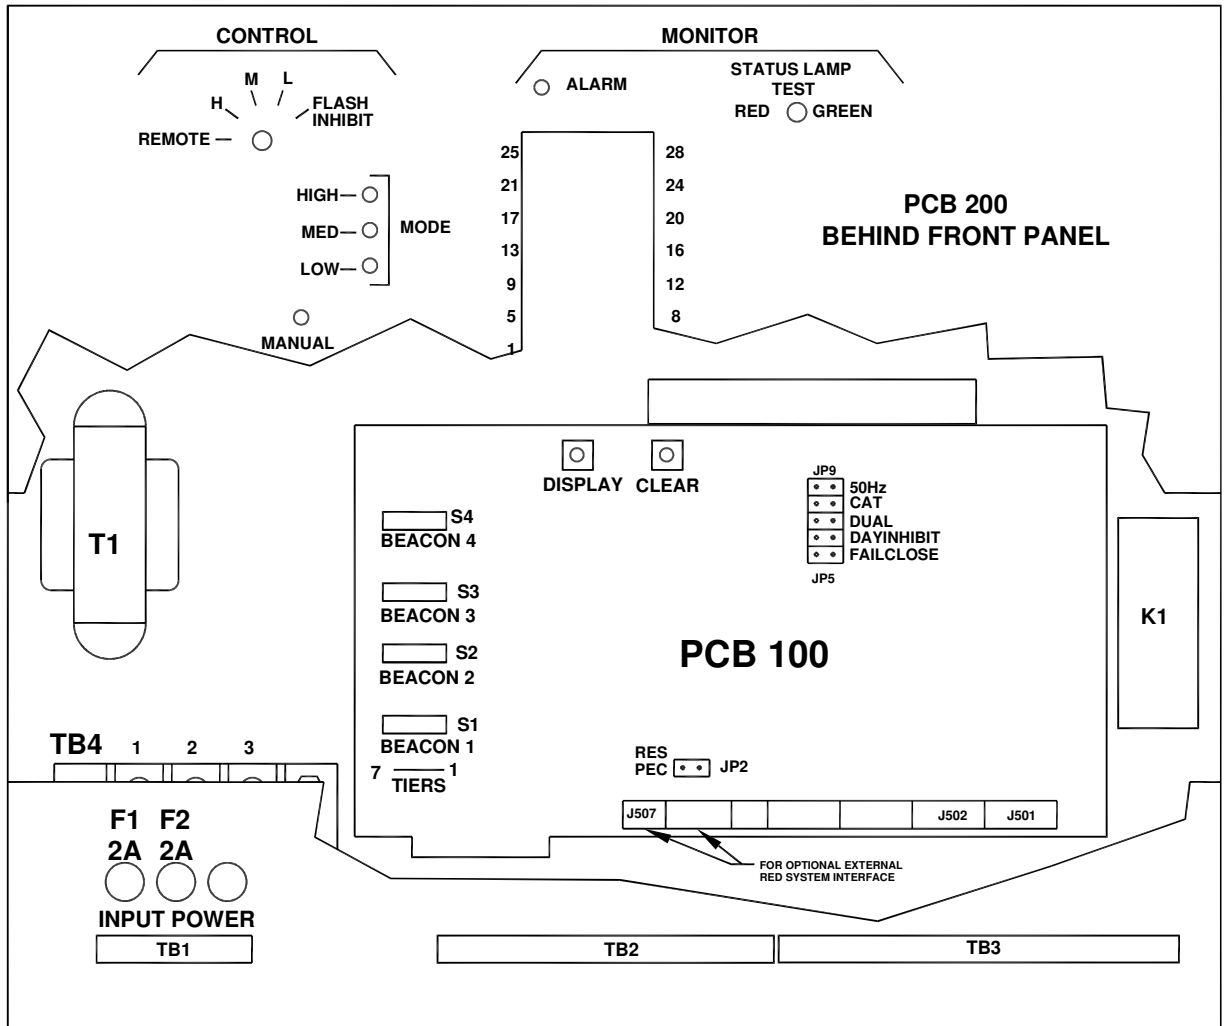 CONTROL
MONITOR
M
L
H
FLASH
INHIBIT
REMOTE
ALARM
STATUS LAMP
TEST
RED
GREEN
HIGH
MED
LOW
MODE
MANUAL
25
21
17
13
9
5
1
28
24
20
16
12
8
PCB 200
BEHIND FRONT PANEL
T1
DISPLAY
CLEAR
S4
BEACON 4
S3
BEACON 3
S2
BEACON 2
S1
BEACON 1
7
1
TIERS
JP9
50Hz
CAT
DUAL
DAYINHIBIT
FAILCLOSE
JP5
K1
PCB 100
RES
PEC
JP2
J507
J502
J501
FOR OPTIONAL EXTERNAL
RED SYSTEM INTERFACE
TB4
1
2
3
F1
F2
2A
2A
INPUT POWER
TB1
TB2
TB3